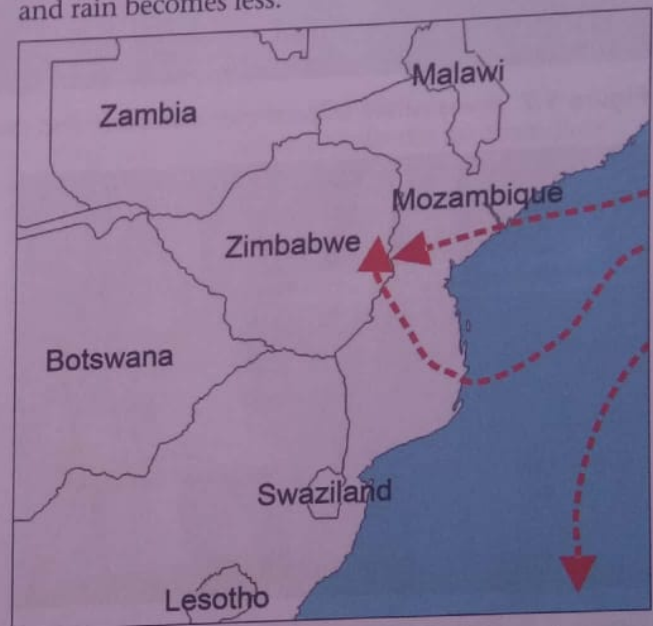 and rain becomes less.
Malawi
Zambia
Mozambique
Zimbabwe
Botswana
Swaziland
Lesotho